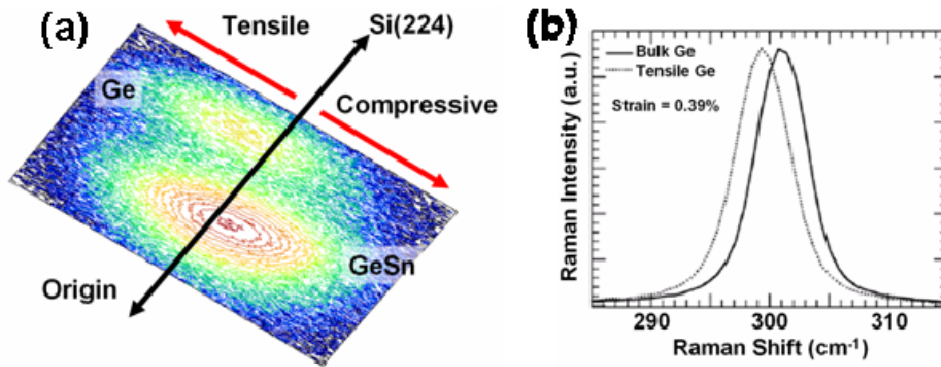 (a)
Tensile
Si(224)
Ge
Compressive
GeSn
Origin
(b)
Bulk Ge
Tensile Ge
Strain = 0.39%
Raman Intensity (a.u.)
290
300
310
Raman Shift (cm⁻¹)